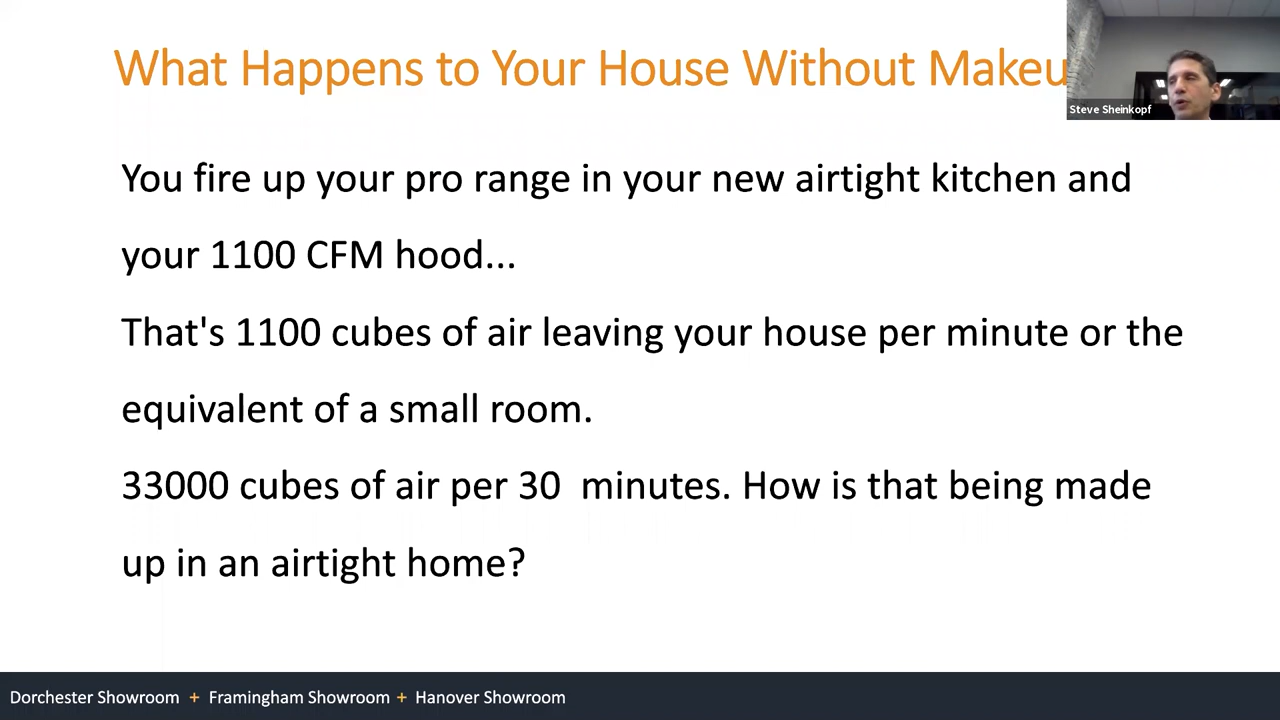 What Happens to Your House Without Makeu
Steve Sheinkopf
You fire up your pro range in your new airtight kitchen and
your 1100 CFM hood...
That's 1100 cubes of air leaving your house per minute or the
equivalent of a small room.
33000 cubes of air per 30 minutes. How is that being made
up in an airtight home?
Dorchester Showroom + Framingham Showroom + Hanover Showroom